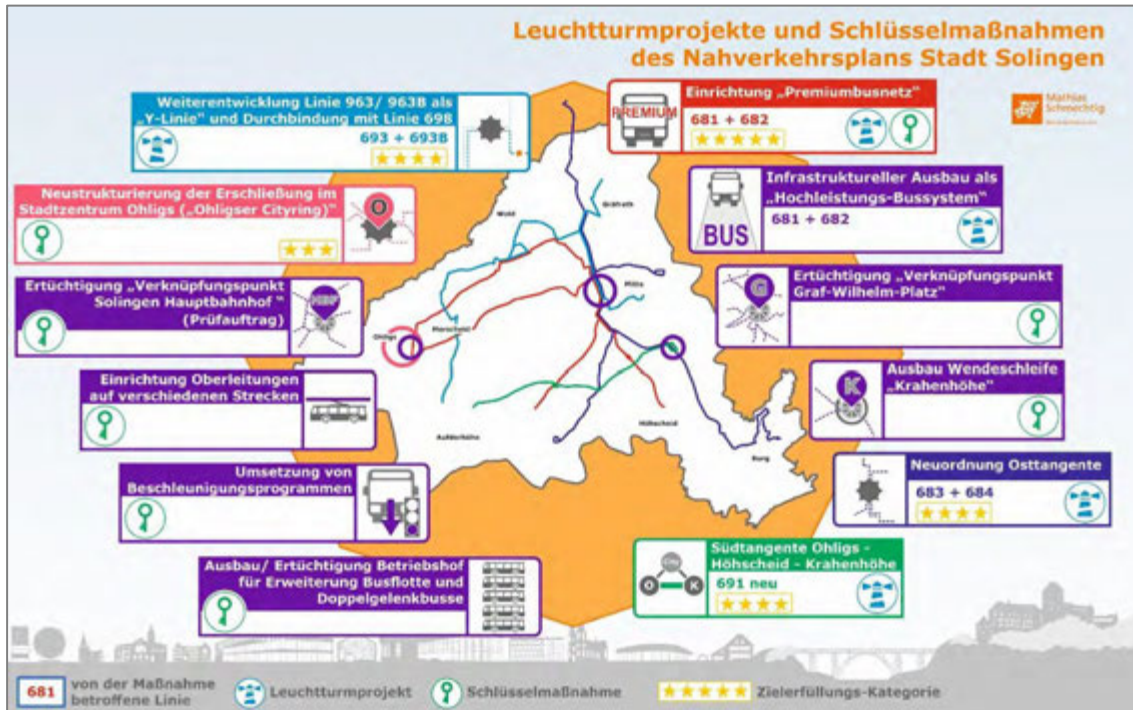 Leuchtturmprojekte und Schlüsselmaßnahmen
des Nahverkehrsplans Stadt Solingen
Mathias
Schmechtig
Weiterentwicklung Linie 963/ 963B als
„Y-Linie" und Durchbindung mit Linie 698
693 + 693B
PREMIUM
Einrichtung „Premiumbusnetz"
681 + 682
Neustrukturierung der Erschließung im
Stadtzentrum Ohligs („Ohligser Cityring)"
O
BUS
Infrastruktureller Ausbau als
„Hochleistungs-Bussystem"
681 + 682
Ertüchtigung „Verknüpfungspunkt
Solingen Hauptbahnhof "
(Prüfauftrag)
HBF
G
Ertüchtigung „Verknüpfungspunkt
Graf-Wilhelm-Platz"
Einrichtung Oberleitungen
auf verschiedenen Strecken
K
Ausbau Wendeschleife
„Krahenhöhe"
Umsetzung von
Beschleunigungsprogrammen
Neuordnung Osttangente
683 + 684
Ausbau/ Ertüchtigung Betriebshof
für Erweiterung Busflotte und
Doppelgelenkbusse
O K
Südtangente Ohligs -
Höhscheid - Krahenhöhe
691 neu
Wald
Gräfrath
Mitte
Ohligs
Merscheid
Aufderhöhe
Höhscheid
Burg
681 von der Maßnahme
betroffene Linie
Leuchtturmprojekt
Schlüsselmaßnahme
Zielerfüllungs-Kategorie